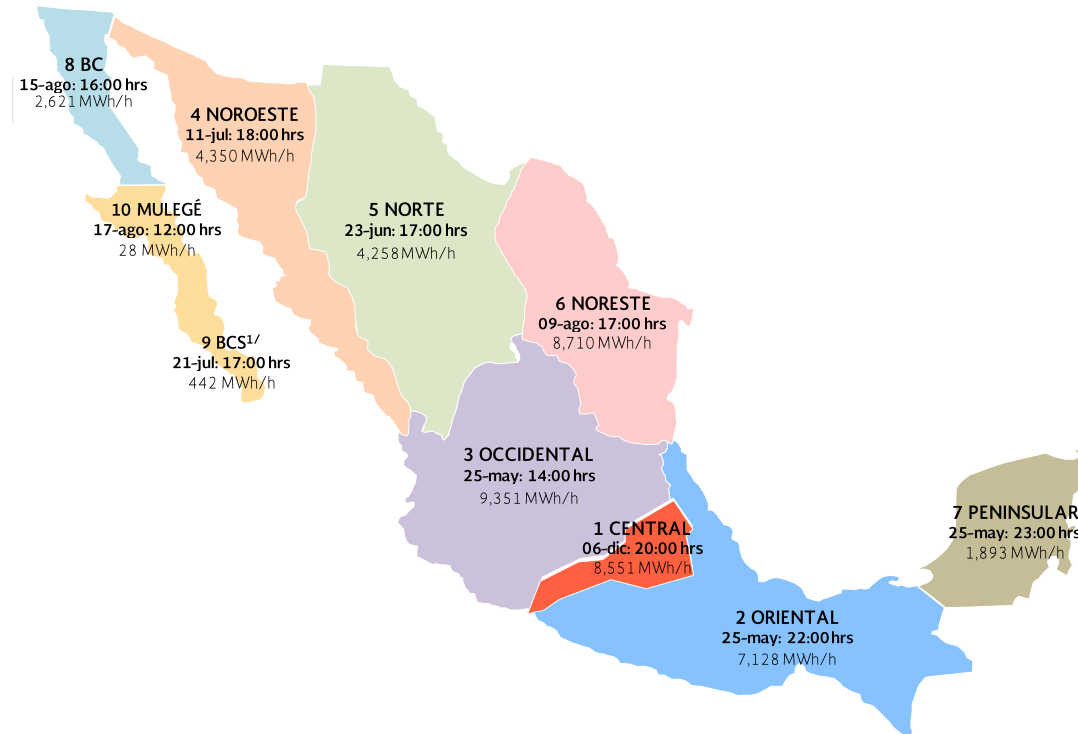 8 BC
15-ago: 16:00 hrs
2,621 MWh/h
4 NOROESTE
11-jul: 18:00 hrs
4,350 MWh/h
10 MULEGÉ
17-ago: 12:00 hrs
28 MWh/h
5 NORTE
23-jun: 17:00 hrs
4,258 MWh/h
6 NORESTE
09-ago: 17:00 hrs
8,710 MWh/h
9 BCS1/
21-jul: 17:00 hrs
442 MWh/h
3 OCCIDENTAL
25-may: 14:00 hrs
9,351 MWh/h
1 CENTRAL
06-dic: 20:00 hrs
8,551 MWh/h
7 PENINSULAR
25-may: 23:00 hrs
1,893 MWh/h
2 ORIENTAL
25-may: 22:00 hrs
7,128 MWh/h